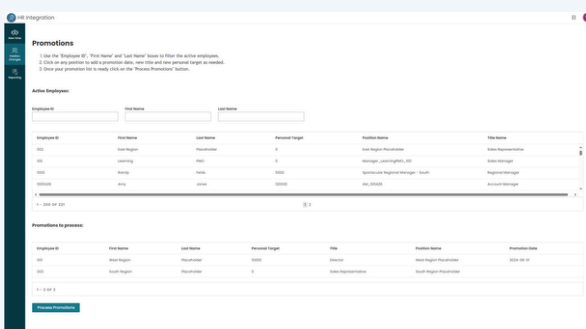 HR Integration
Promotions
1. Use the "Employee ID", "First Name" and "Last Name" boxes to filter the active employees.
2. Click on any position to add a promotion date, new title and new personal target as needed.
3. Once your promotion list is ready click on the "Process Promotions" button.
Reporting
Active Employees:
Employee ID First Name Last Name
Employee ID First Name Last Name Personal Target Position Name Title Name
East Region Placeholder 0 East Region Placeholder Sales Representative
Learning PMO 0 Sales Manager
Regional Manager
Amy Jones Account Manager
Promotions to process:
Employee ID First Name Last Name Personal Target Title Position Name Promotion Date
West Region Placeholder Director West Region Placeholder
South Region Placeholder 0 Sales Representative South Region Placeholder
Process Promotions